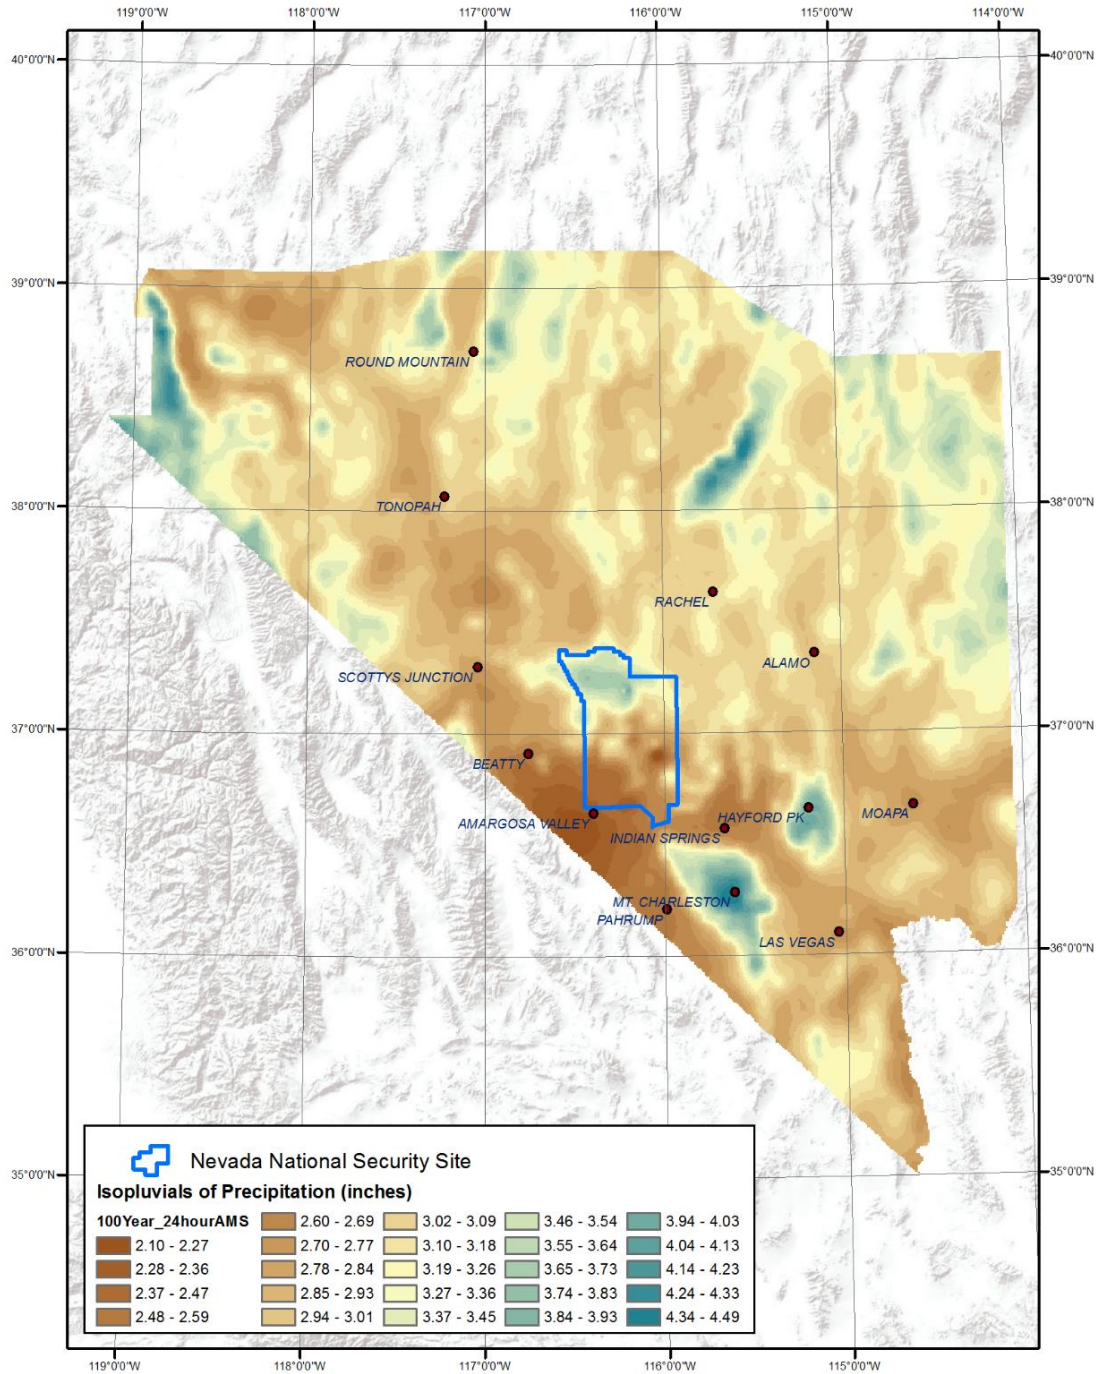 119°0'0"W 118°0'0"W 117°0'0"W 116°0'0"W 115°0'0"W 114°0'0"W
40°0'0"N 40°0'0"N
39°0'0"N 39°0'0"N
ROUND MOUNTAIN
TONOPAH
38°0'0"N 38°0'0"N
RACHEL
ALAMO
SCOTTYS JUNCTION
37°0'0"N 37°0'0"N
BEATTY
HAYFORD PK
MOAPA
AMARGOSA VALLEY
INDIAN SPRINGS
MT. CHARLESTON
PAHRUMP
LAS VEGAS
36°0'0"N 36°0'0"N
35°0'0"N 35°0'0"N
Nevada National Security Site
Isopluvials of Precipitation (inches)
100Year_24hourAMS 2.60 - 2.69 3.02 - 3.09 3.46 - 3.54 3.94 - 4.03
2.10 - 2.27 2.70 - 2.77 3.10 - 3.18 3.55 - 3.64 4.04 - 4.13
2.28 - 2.36 2.78 - 2.84 3.19 - 3.26 3.65 - 3.73 4.14 - 4.23
2.37 - 2.47 2.85 - 2.93 3.27 - 3.36 3.74 - 3.83 4.24 - 4.33
2.48 - 2.59 2.94 - 3.01 3.37 - 3.45 3.84 - 3.93 4.34 - 4.49
119°0'0"W 118°0'0"W 117°0'0"W 116°0'0"W 115°0'0"W